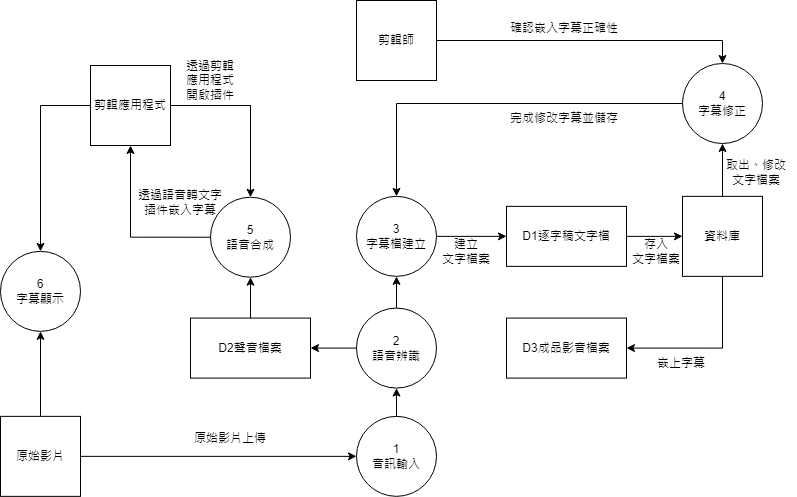 剪輯師
確認嵌入字幕正確性
透過剪輯
應用程式
開啟插件
剪輯應用程式
4
字幕修正
完成修改字幕並儲存
取出、修改
文字檔案
透過語音轉文字
插件嵌入字幕
5
語音合成
3
字幕檔建立
建立
文字檔案
D1逐字稿文字檔
存入
文字檔案
資料庫
6
字幕顯示
D2聲音檔案
2
語音辨識
D3成品影音檔案
嵌上字幕
原始影片上傳
原始影片
1
音訊輸入